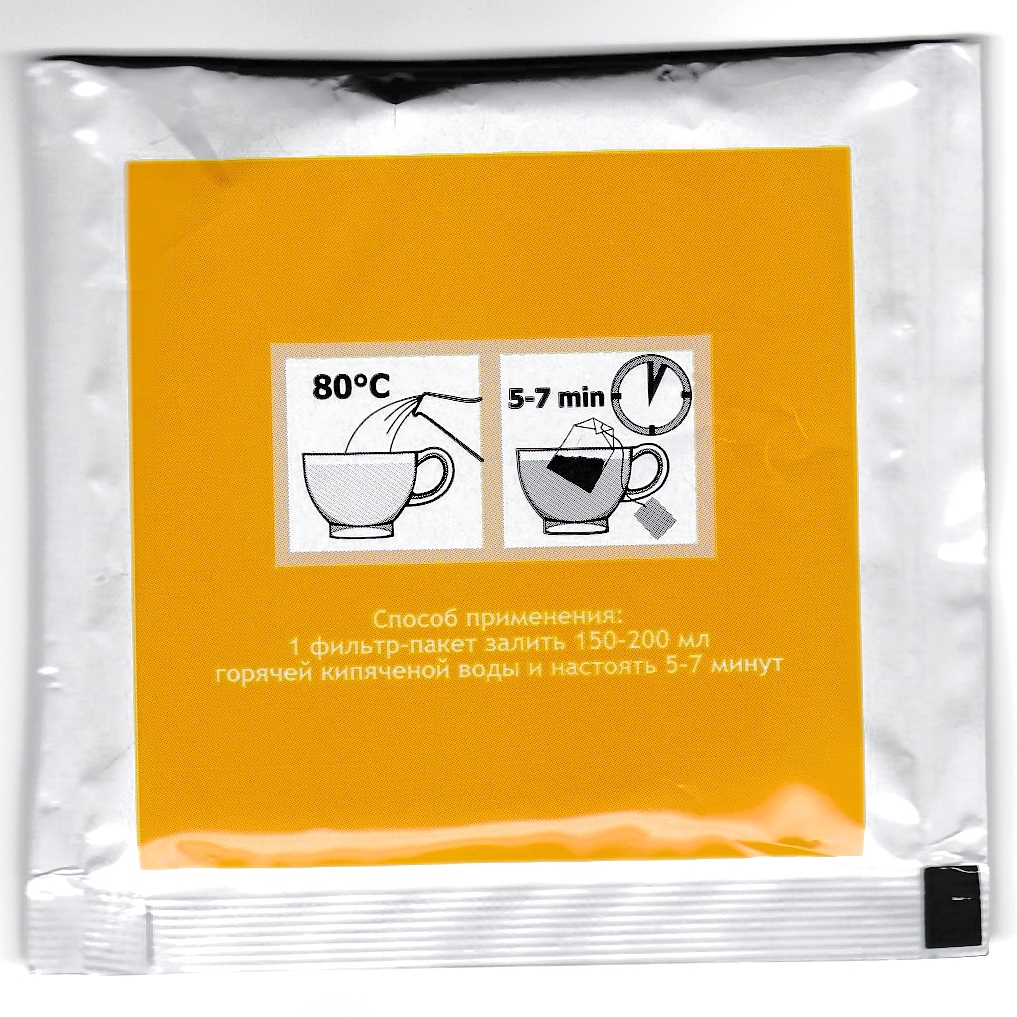 80°C
5-7 min
Способ применения:
1 фильтр-пакет залить 150-200 мл
горячей кипяченой воды и настоять 5-7 минут